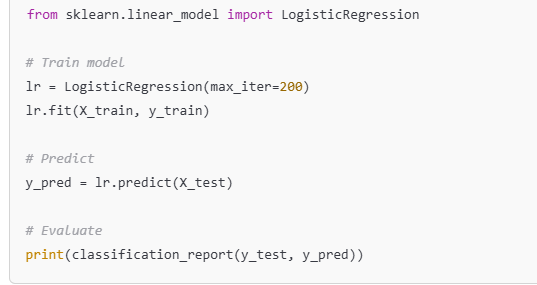 from sklearn.linear_model import LogisticRegression
# Train model
lr = LogisticRegression(max_iter=200)
lr.fit(X_train, y_train)
# Predict
y_pred = lr.predict(X_test)
# Evaluate
print(classification_report(y_test, y_pred))